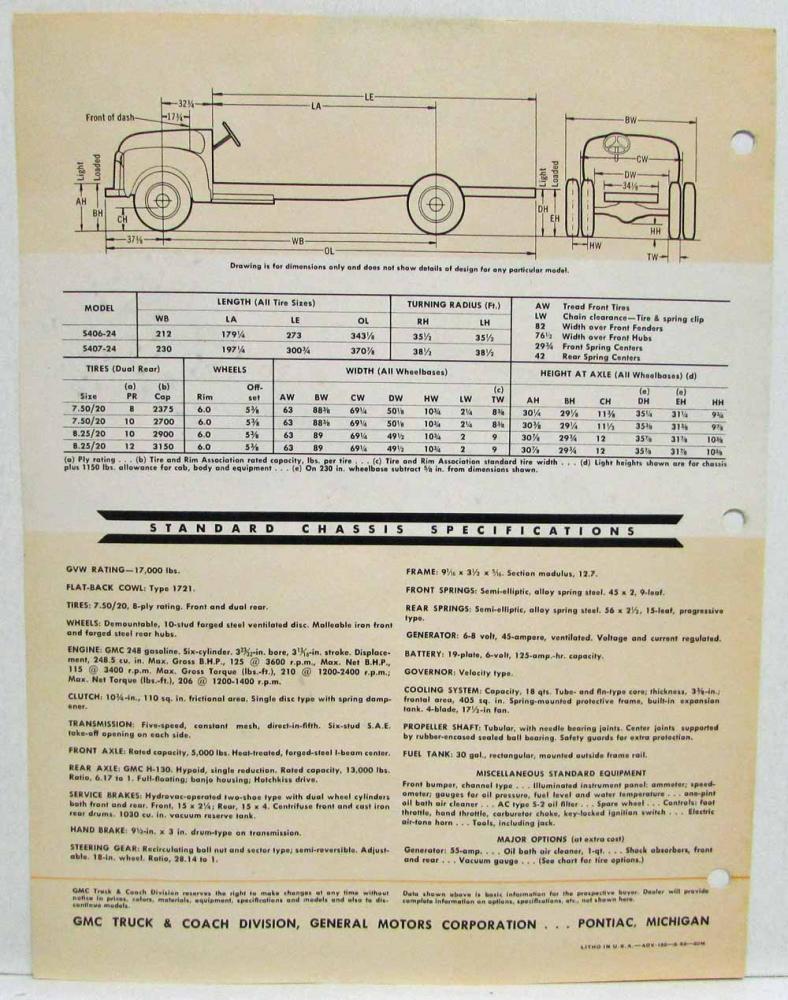 LE
LA
32¾
17¾
Front of dash
Light
Loaded
AH
BH
CH
37⅛
WB
OL
Light
Loaded
DH
EH
BW
CW
DW
34⅛
HH
HW
TW
Drawing is for dimensions only and does not show details of design for any particular model.
MODEL LENGTH (All Tire Sizes) TURNING RADIUS (Ft.)
WB LA LE OL RH LH
S406-24 212 179¼ 273 343⅛ 35½ 35½
S407-24 230 197¼ 300¾ 370⅞ 38½ 38½
AW Tread Front Tires
LW Chain clearance—Tire & spring clip
82 Width over Front Fenders
76½ Width over Front Hubs
29¾ Front Spring Centers
42 Rear Spring Centers
TIRES (Dual Rear) WHEELS WIDTH (All Wheelbases) HEIGHT AT AXLE (All Wheelbases) (d)
Size (a) PR (b) Cap Rim Off-set AW BW CW DW HW LW (c) TW AH BH CH (e) DH (e) EH HH
7.50/20 8 2375 6.0 5⅜ 63 88⅜ 69¼ 50⅛ 10¾ 2¼ 8⅜ 30¼ 29⅛ 11⅜ 35¼ 31¼ 9¾
7.50/20 10 2700 6.0 5⅜ 63 88⅜ 69¼ 50⅛ 10¾ 2¼ 8⅜ 30⅜ 29¼ 11½ 35⅜ 31⅜ 9⅞
8.25/20 10 2900 6.0 5⅜ 63 89 69¼ 49½ 10¾ 2 9 30⅞ 29¾ 12 35⅞ 31⅞ 10⅜
8.25/20 12 3150 6.0 5⅜ 63 89 69¼ 49½ 10¾ 2 9 30⅞ 29¾ 12 35⅞ 31⅞ 10⅜
(a) Ply rating . . . (b) Tire and Rim Association rated capacity, lbs. per tire . . . (c) Tire and Rim Association standard tire width . . . (d) Light heights shown are for chassis
plus 1150 lbs. allowance for cab, body and equipment . . . (e) On 230 in. wheelbase subtract ⅝ in. from dimensions shown.
STANDARD CHASSIS SPECIFICATIONS
GVW RATING—17,000 lbs.
FLAT-BACK COWL: Type 1721.
TIRES: 7.50/20, 8-ply rating. Front and dual rear.
WHEELS: Demountable, 10-stud forged steel ventilated disc. Malleable iron front
and forged steel rear hubs.
ENGINE: GMC 248 gasoline. Six-cylinder. 3²³⁄₃₂-in. bore, 3¹³⁄₁₆-in. stroke. Displace-
ment, 248.5 cu. in. Max. Gross B.H.P., 125 @ 3600 r.p.m., Max. Net B.H.P.,
115 @ 3400 r.p.m. Max. Gross Torque (lbs.-ft.), 210 @ 1200-2400 r.p.m.;
Max. Net Torque (lbs.-ft.), 206 @ 1200-1400 r.p.m.
CLUTCH: 10¾-in., 110 sq. in. frictional area. Single disc type with spring damp-
ener.
TRANSMISSION: Five-speed, constant mesh, direct-in-fifth. Six-stud S.A.E.
take-off opening on each side.
FRONT AXLE: Rated capacity, 5,000 lbs. Heat-treated, forged-steel I-beam center.
REAR AXLE: GMC H-130. Hypoid, single reduction. Rated capacity, 13,000 lbs.
Ratio, 6.17 to 1. Full-floating; banjo housing; Hotchkiss drive.
SERVICE BRAKES: Hydrovac-operated two-shoe type with dual wheel cylinders
both front and rear. Front, 15 x 2¼; Rear, 15 x 4. Centrifuse front and cast iron
rear drums. 1030 cu. in. vacuum reserve tank.
HAND BRAKE: 9½-in. x 3 in. drum-type on transmission.
STEERING GEAR: Recirculating ball nut and sector type; semi-reversible. Adjust-
able. 18-in. wheel. Ratio, 28.14 to 1.
FRAME: 9¹⁄₁₆ x 3½ x ⁵⁄₁₆. Section modulus, 12.7.
FRONT SPRINGS: Semi-elliptic, alloy spring steel. 45 x 2, 9-leaf.
REAR SPRINGS: Semi-elliptic, alloy spring steel. 56 x 2½, 15-leaf, progressive
type.
GENERATOR: 6-8 volt, 45-ampere, ventilated. Voltage and current regulated.
BATTERY: 19-plate, 6-volt, 125-amp.-hr. capacity.
GOVERNOR: Velocity type.
COOLING SYSTEM: Capacity, 18 qts. Tube- and fin-type core; thickness, 3⅜-in.;
frontal area, 405 sq. in. Spring-mounted protective frame, built-in expansion
tank. 4-blade, 17½-in fan.
PROPELLER SHAFT: Tubular, with needle bearing joints. Center joints supported
by rubber-encased sealed ball bearing. Safety guards for extra protection.
FUEL TANK: 30 gal., rectangular, mounted outside frame rail.
MISCELLANEOUS STANDARD EQUIPMENT
Front bumper, channel type . . . Illuminated instrument panel: ammeter; speed-
ometer; gauges for oil pressure, fuel level and water temperature . . . one-pint
oil bath air cleaner . . . AC type S-2 oil filter . . . Spare wheel . . . Controls: foot
throttle, hand throttle, carburetor choke, key-locked ignition switch . . . Electric
air-tone horn . . . Tools, including jack.
MAJOR OPTIONS (at extra cost)
Generator: 55-amp. . . . Oil bath air cleaner, 1-qt. . . . Shock absorbers, front
and rear . . . Vacuum gauge . . . (See chart for tire options.)
GMC Truck & Coach Division reserves the right to make changes at any time without
notice in prices, colors, materials, equipment, specifications and models and also to dis-
continue models.
Data shown above is basic information for the prospective buyer. Dealer will provide
complete information on options, specifications, etc., not shown here.
GMC TRUCK & COACH DIVISION, GENERAL MOTORS CORPORATION . . . PONTIAC, MICHIGAN
LITHO IN U.S.A.